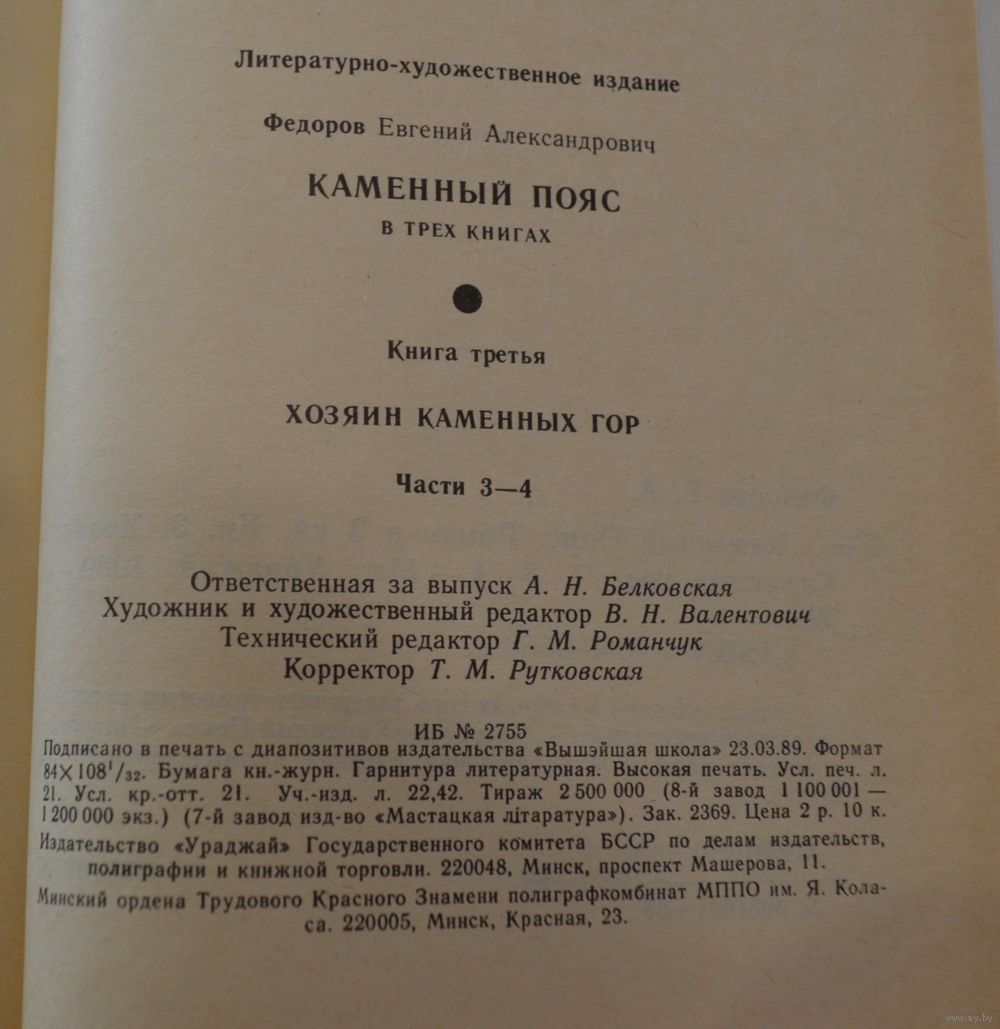 Литературно-художественное издание
Федоров Евгений Александрович
КАМЕННЫЙ ПОЯС
В ТРЕХ КНИГАХ
Книга третья
ХОЗЯИН КАМЕННЫХ ГОР
Части 3—4
Ответственная за выпуск А. Н. Белковская
Художник и художественный редактор В. Н. Валентович
Технический редактор Г. М. Романчук
Корректор Т. М. Рутковская
ИБ № 2755
Подписано в печать с диапозитивов издательства «Вышэйшая школа» 23.03.89. Формат
84×108¹/₃₂. Бумага кн.-журн. Гарнитура литературная. Высокая печать. Усл. печ. л.
21. Усл. кр.-отт. 21. Уч.-изд. л. 22,42. Тираж 2 500 000 (8-й завод 1 100 001 —
1 200 000 экз.) (7-й завод изд-во «Мастацкая літаратура»). Зак. 2369. Цена 2 р. 10 к.
Издательство «Ураджай» Государственного комитета БССР по делам издательств,
полиграфии и книжной торговли. 220048, Минск, проспект Машерова, 11.
Минский ордена Трудового Красного Знамени полиграфкомбинат МППО им. Я. Кола-
са. 220005, Минск, Красная, 23.
www.ay.by